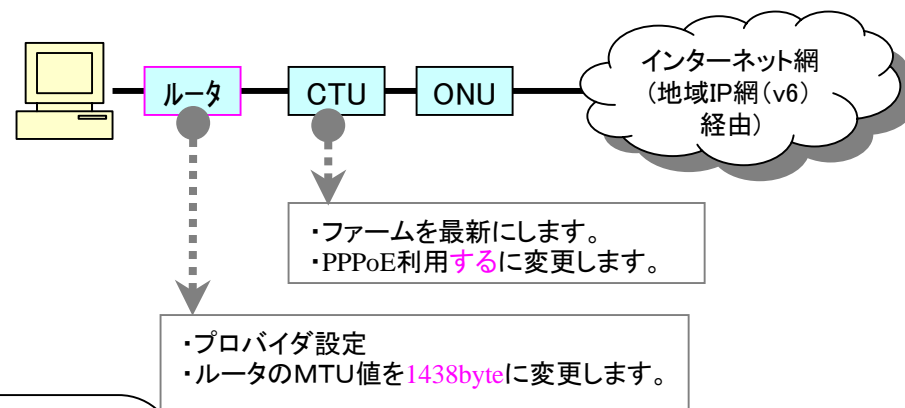 ルータ
CTU
ONU
インターネット網
(地域IP網(v6)
経由)
・ファームを最新にします。
・PPPoE利用するに変更します。
・プロバイダ設定
・ルータのMTU値を1438byteに変更します。